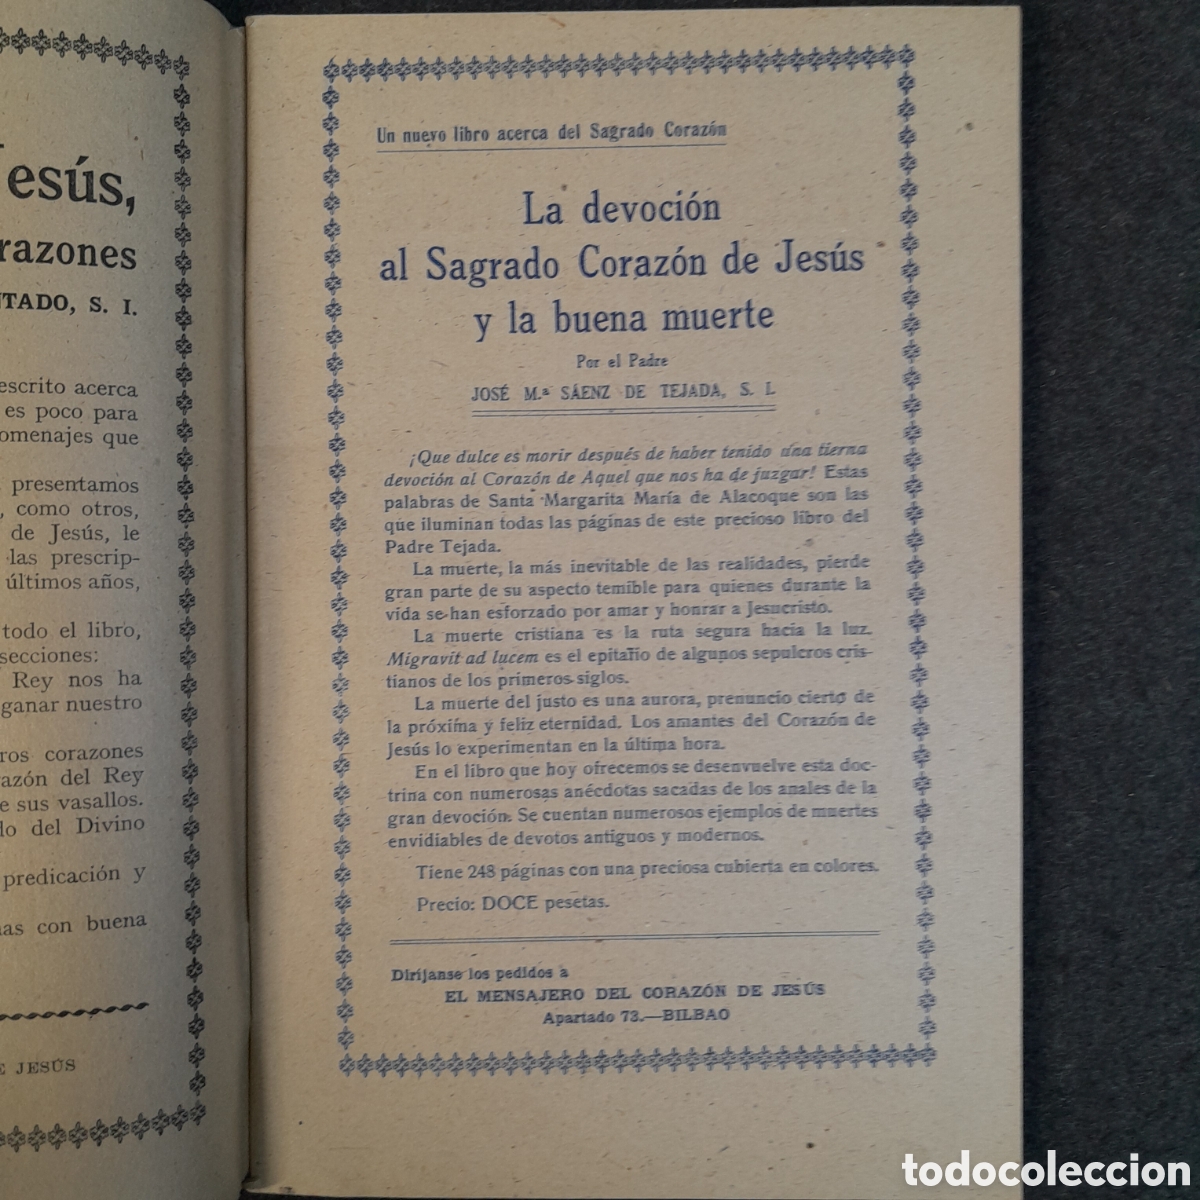 Jesús,
razones
NTADO, S. I.
escrito acerca
es poco para
omenajes que
presentamos
, como otros,
de Jesús, le
las prescrip-
últimos años,
todo el libro,
secciones:
Rey nos ha
ganar nuestro
ros corazones
azón del Rey
e sus vasallos.
do del Divino
predicación y
as con buena
E JESÚS
Un nuevo libro acerca del Sagrado Corazón
La devoción
al Sagrado Corazón de Jesús
y la buena muerte
Por el Padre
JOSÉ M.ª SÁENZ DE TEJADA, S. I.
¡Que dulce es morir después de haber tenido una tierna
devoción al Corazón de Aquel que nos ha de juzgar! Estas
palabras de Santa Margarita María de Alacoque son las
que iluminan todas las páginas de este precioso libro del
Padre Tejada.
La muerte, la más inevitable de las realidades, pierde
gran parte de su aspecto temible para quienes durante la
vida se han esforzado por amar y honrar a Jesucristo.
La muerte cristiana es la ruta segura hacia la luz.
Migravit ad lucem es el epitafio de algunos sepulcros cris-
tianos de los primeros siglos.
La muerte del justo es una aurora, prenuncio cierto de
la próxima y feliz eternidad. Los amantes del Corazón de
Jesús lo experimentan en la última hora.
En el libro que hoy ofrecemos se desenvuelve esta doc-
trina con numerosas anécdotas sacadas de los anales de la
gran devoción. Se cuentan numerosos ejemplos de muertes
envidiables de devotos antiguos y modernos.
Tiene 248 páginas con una preciosa cubierta en colores.
Precio: DOCE pesetas.
Diríjanse los pedidos a
EL MENSAJERO DEL CORAZÓN DE JESÚS
Apartado 73.—BILBAO
todocoleccion